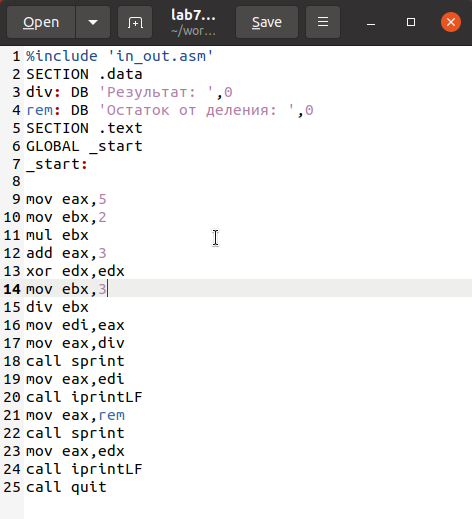 Open
lab7...
~/wor...
Save
1 %include 'in_out.asm'
2 SECTION .data
3 div: DB 'Результат: ',0
4 rem: DB 'Остаток от деления: ',0
5 SECTION .text
6 GLOBAL _start
7 _start:
8
9 mov eax,5
10 mov ebx,2
11 mul ebx
12 add eax,3
13 xor edx,edx
14 mov ebx,3
15 div ebx
16 mov edi,eax
17 mov eax,div
18 call sprint
19 mov eax,edi
20 call iprintLF
21 mov eax,rem
22 call sprint
23 mov eax,edx
24 call iprintLF
25 call quit